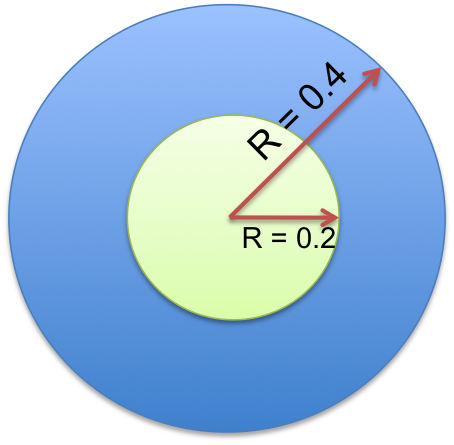 R = 0.4
R = 0.2